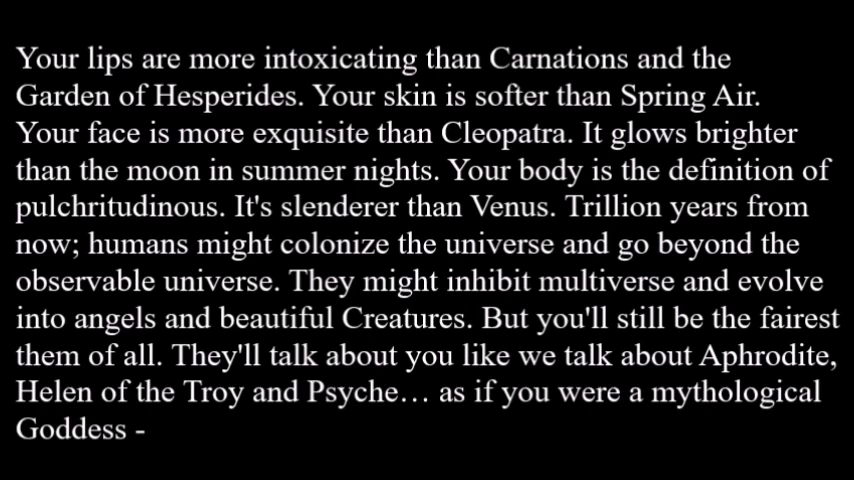 Your lips are more intoxicating than Carnations and the
Garden of Hesperides. Your skin is softer than Spring Air.
Your face is more exquisite than Cleopatra. It glows brighter
than the moon in summer nights. Your body is the definition of
pulchritudinous. It's slenderer than Venus. Trillion years from
now; humans might colonize the universe and go beyond the
observable universe. They might inhibit multiverse and evolve
into angels and beautiful Creatures. But you'll still be the fairest
them of all. They'll talk about you like we talk about Aphrodite,
Helen of the Troy and Psyche… as if you were a mythological
Goddess -